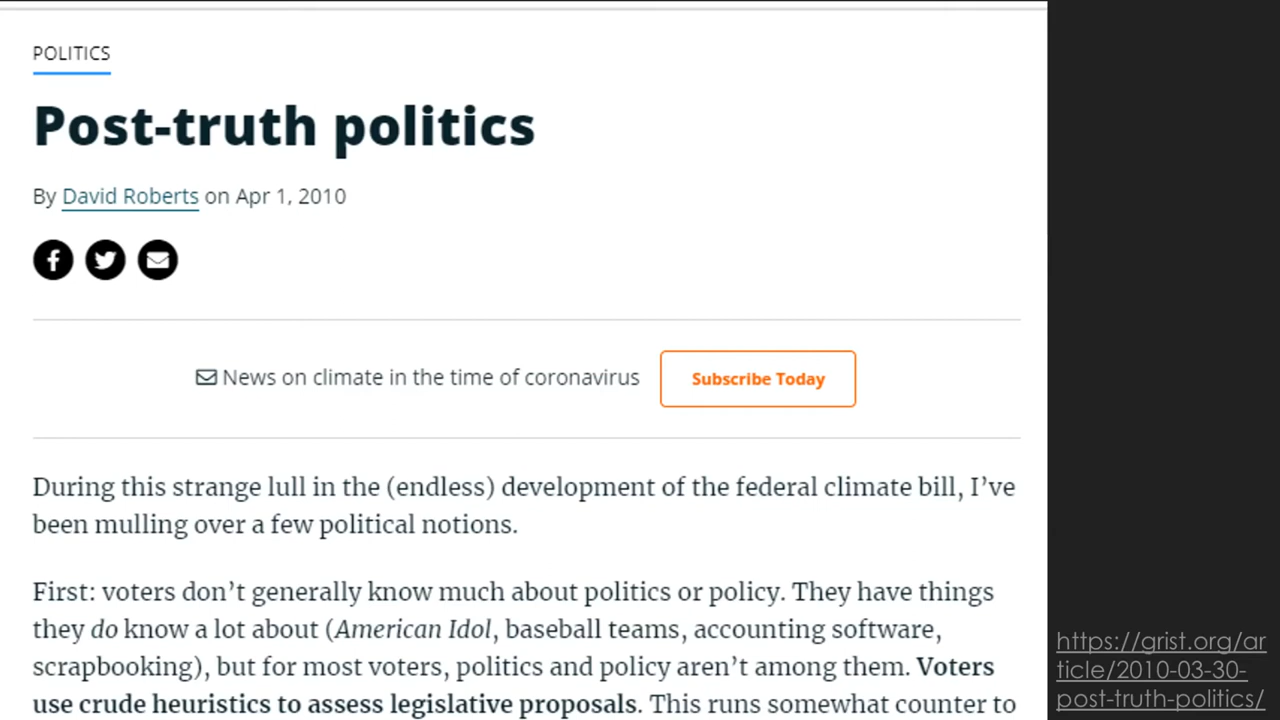 POLITICS
Post-truth politics
By David Roberts on Apr 1, 2010
News on climate in the time of coronavirus
Subscribe Today
During this strange lull in the (endless) development of the federal climate bill, I’ve
been mulling over a few political notions.
First: voters don’t generally know much about politics or policy. They have things
they do know a lot about (American Idol, baseball teams, accounting software,
scrapbooking), but for most voters, politics and policy aren’t among them. Voters
use crude heuristics to assess legislative proposals. This runs somewhat counter to
https://grist.org/ar
ticle/2010-03-30-
post-truth-politics/